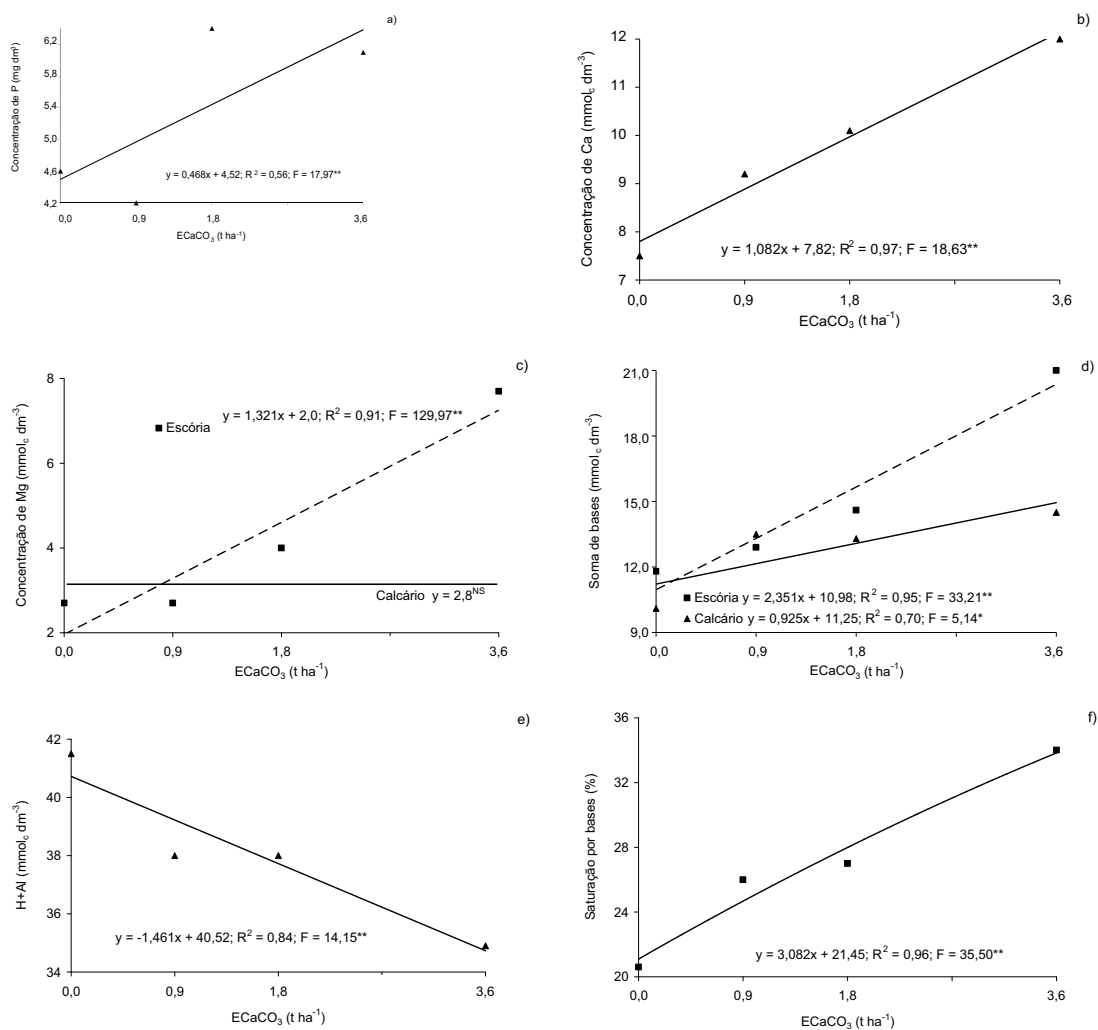 a)
Concentração de P (mg dm³)
6,2
5,8
5,4
5,0
4,6
4,2
y = 0,468x + 4,52; R ² = 0,56; F = 17,97**
0,0 0,9 1,8 3,6
ECaCO₃ (t ha⁻¹)
b)
Concentração de Ca (mmol꜀ dm⁻³)
12
11
10
9
8
7
y = 1,082x + 7,82; R² = 0,97; F = 18,63**
0,0 0,9 1,8 3,6
ECaCO₃ (t ha⁻¹)
c)
Concentração de Mg (mmol꜀ dm⁻³)
8
6
4
2
y = 1,321x + 2,0; R² = 0,91; F = 129,97**
Escória
Calcário y = 2,8ᴺˢ
0,0 0,9 1,8 3,6
ECaCO₃ (t ha⁻¹)
d)
Soma de bases (mmol꜀ dm⁻³)
21,0
18,0
15,0
12,0
9,0
Escória y = 2,351x + 10,98; R² = 0,95; F = 33,21**
Calcário y = 0,925x + 11,25; R² = 0,70; F = 5,14*
0,0 0,9 1,8 3,6
ECaCO₃ (t ha⁻¹)
e)
H+Al (mmol꜀ dm⁻³)
42
40
38
36
34
y = -1,461x + 40,52; R² = 0,84; F = 14,15**
0,0 0,9 1,8 3,6
ECaCO₃ (t ha⁻¹)
f)
Saturação por bases (%)
36
32
28
24
20
y = 3,082x + 21,45; R² = 0,96; F = 35,50**
0,0 0,9 1,8 3,6
ECaCO₃ (t ha⁻¹)